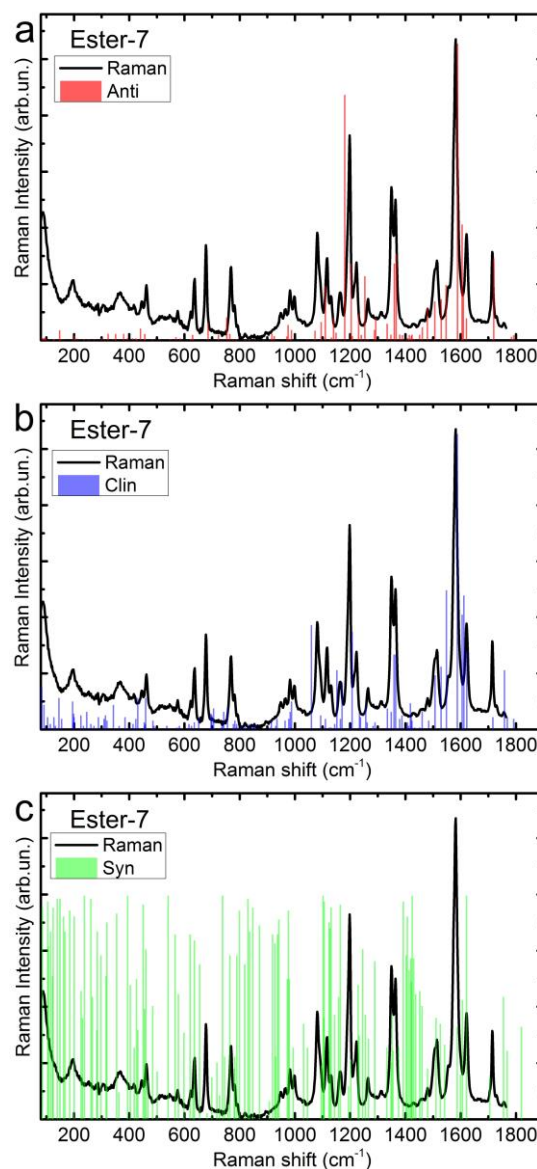 a
Ester-7
Raman
Anti
Raman Intensity (arb.un.)
200 400 600 800 1000 1200 1400 1600 1800
Raman shift (cm⁻¹)
b
Ester-7
Raman
Clin
Raman Intensity (arb.un.)
200 400 600 800 1000 1200 1400 1600 1800
Raman shift (cm⁻¹)
c
Ester-7
Raman
Syn
Raman Intensity (arb.un.)
200 400 600 800 1000 1200 1400 1600 1800
Raman shift (cm⁻¹)